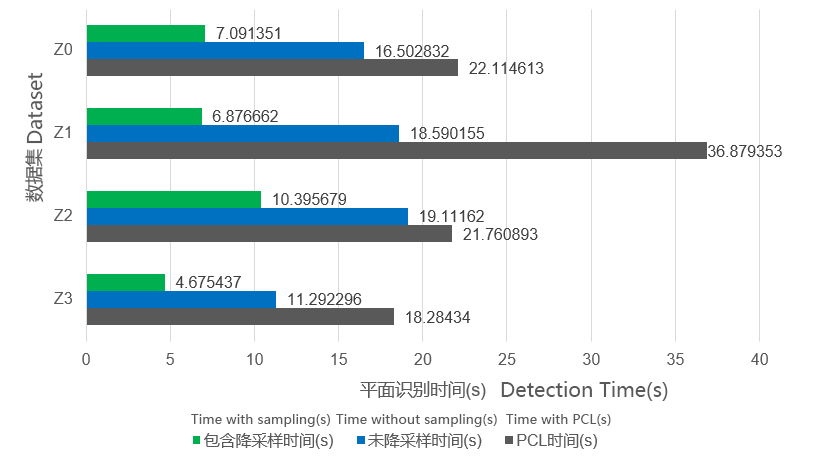 数据集 Dataset
Z0
7.091351
16.502832
22.114613
Z1
6.876662
18.590155
36.879353
Z2
10.395679
19.11162
21.760893
Z3
4.675437
11.292296
18.28434
0 5 10 15 20 25 30 35 40
平面识别时间(s) Detection Time(s)
Time with sampling(s) Time without sampling(s) Time with PCL(s)
包含降采样时间(s) 未降采样时间(s) PCL时间(s)